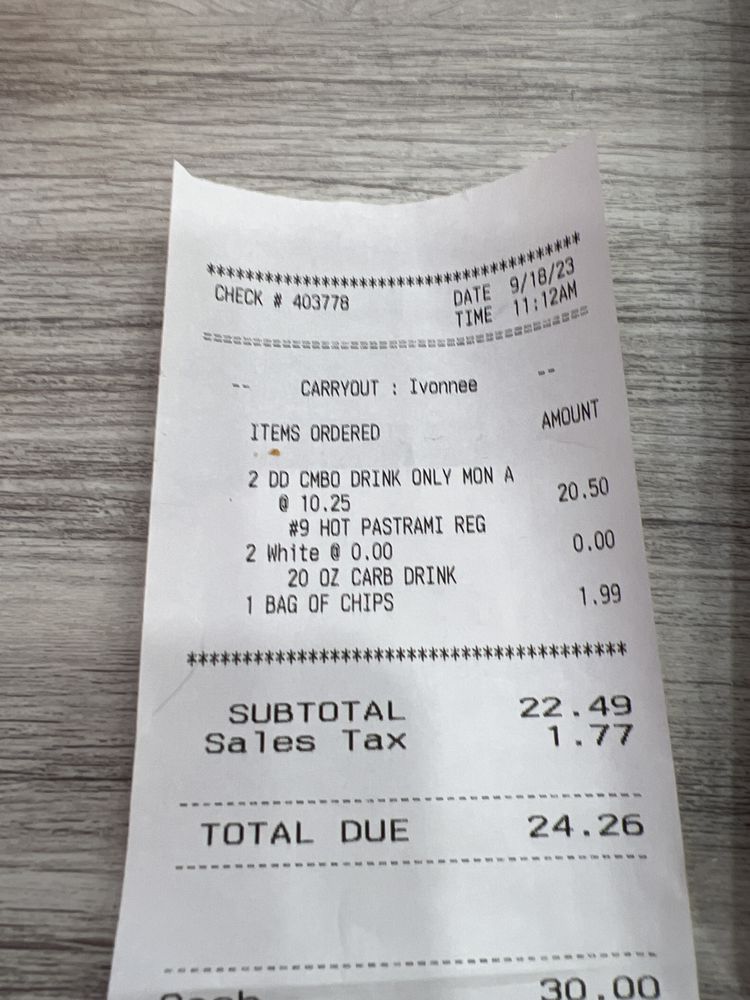 ****************************************
CHECK # 403778 DATE 9/18/23
TIME 11:12AM
========================================
-- CARRYOUT : Ivonnee --
ITEMS ORDERED AMOUNT
2 DD CMBO DRINK ONLY MON A
@ 10.25 20.50
#9 HOT PASTRAMI REG
2 White @ 0.00 0.00
20 OZ CARB DRINK
1 BAG OF CHIPS 1.99
****************************************
SUBTOTAL 22.49
Sales Tax 1.77
----------------------------------------
TOTAL DUE 24.26
----------------------------------------
----------------------------------------
Cash 30.00